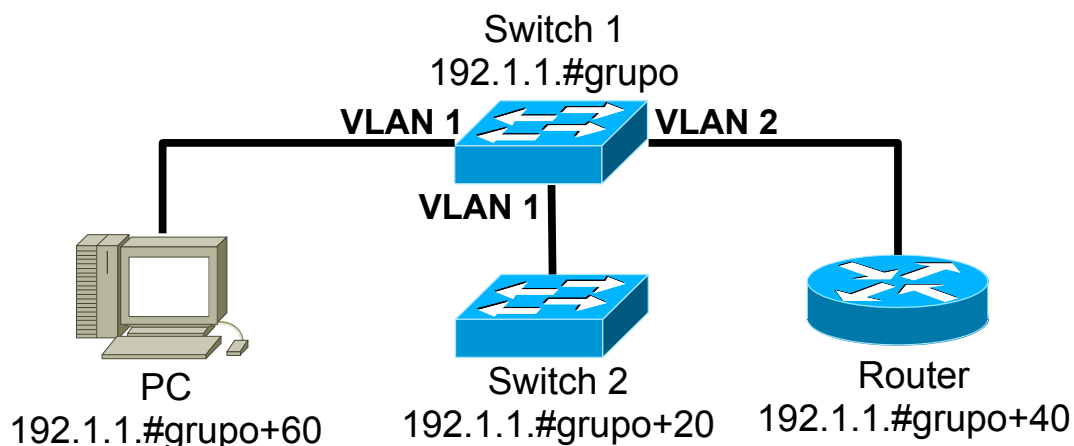 Switch 1
192.1.1.#grupo
VLAN 1
VLAN 2
VLAN 1
PC
192.1.1.#grupo+60
Switch 2
192.1.1.#grupo+20
Router
192.1.1.#grupo+40